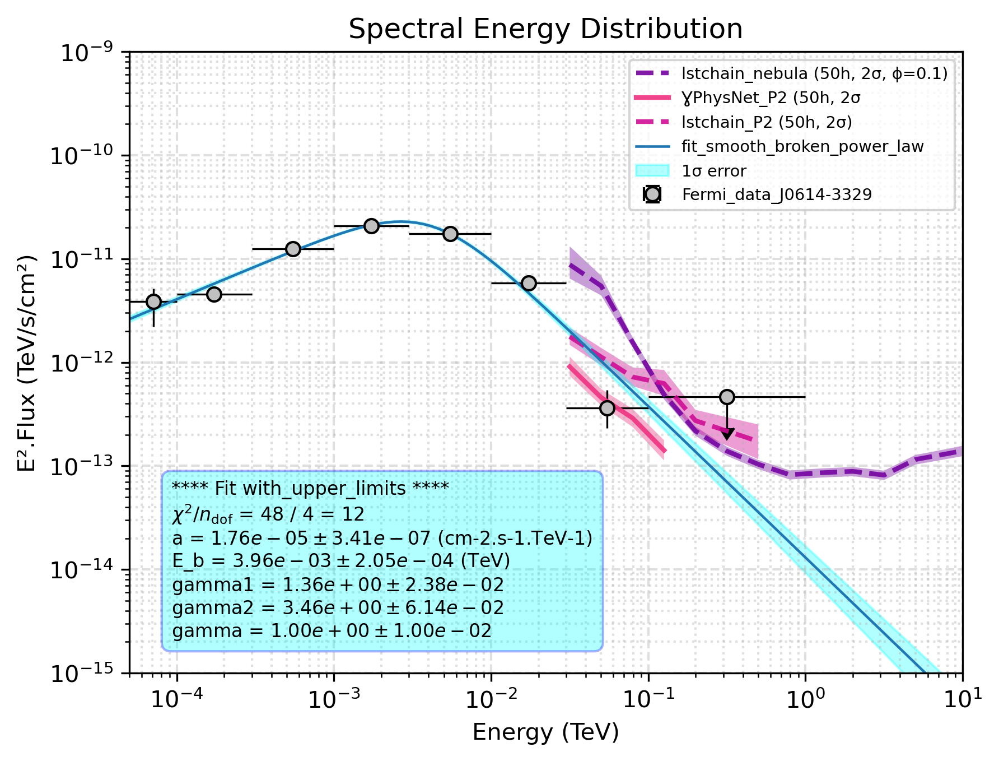 Spectral Energy Distribution
10⁻⁹
10⁻¹⁰
10⁻¹¹
10⁻¹²
10⁻¹³
10⁻¹⁴
10⁻¹⁵
E².Flux (TeV/s/cm²)
lstchain_nebula (50h, 2σ, ϕ=0.1)
ƔPhysNet_P2 (50h, 2σ
lstchain_P2 (50h, 2σ)
fit_smooth_broken_power_law
1σ error
Fermi_data_J0614-3329
**** Fit with_upper_limits ****
χ²/n_dof = 48 / 4 = 12
a = 1.76e − 05 ± 3.41e − 07 (cm-2.s-1.TeV-1)
E_b = 3.96e − 03 ± 2.05e − 04 (TeV)
gamma1 = 1.36e + 00 ± 2.38e − 02
gamma2 = 3.46e + 00 ± 6.14e − 02
gamma = 1.00e + 00 ± 1.00e − 02
10⁻⁴ 10⁻³ 10⁻² 10⁻¹ 10⁰ 10¹
Energy (TeV)